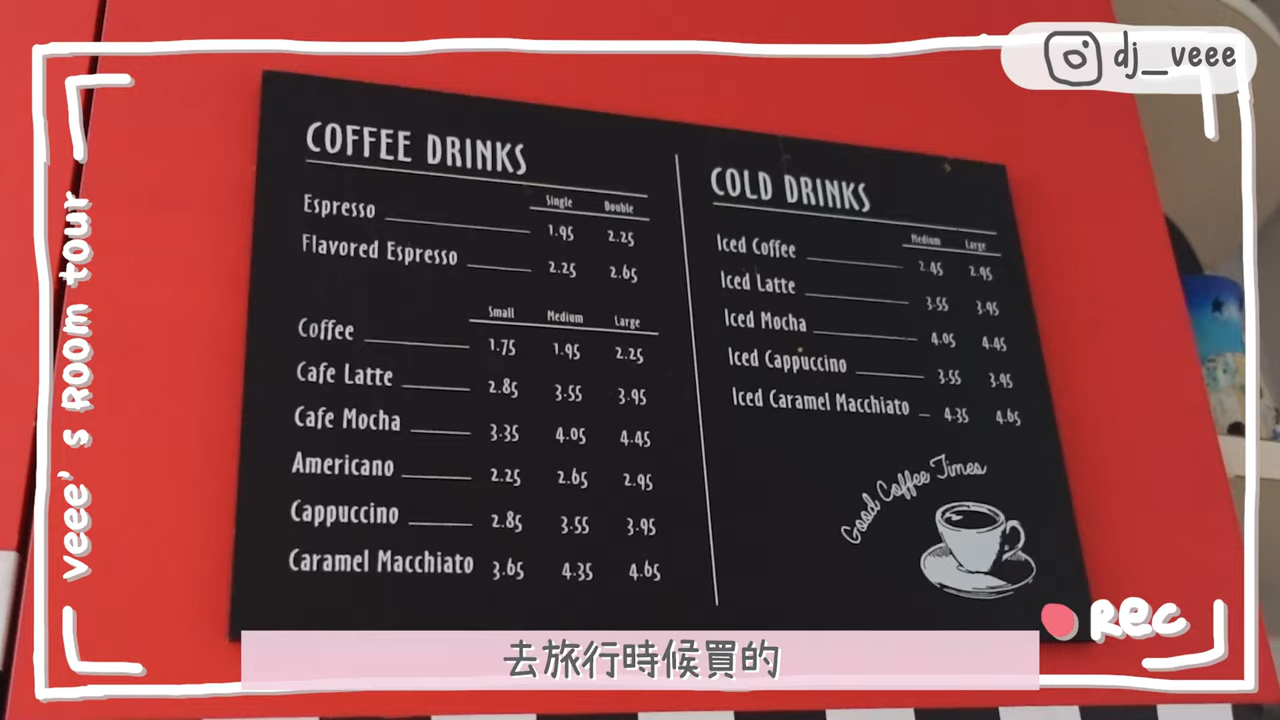 dj_veee
veee's ROOM tour
COFFEE DRINKS
Single Double
Espresso 1.95 2.25
Flavored Espresso 2.25 2.65
Small Medium Large
Coffee 1.75 1.95 2.25
Cafe Latte 2.85 3.55 3.95
Cafe Mocha 3.35 4.05 4.45
Americano 2.25 2.65 2.95
Cappuccino 2.85 3.55 3.95
Caramel Macchiato 3.65 4.35 4.65
COLD DRINKS
Medium Large
Iced Coffee 2.45 2.95
Iced Latte 3.55 3.95
Iced Mocha 4.05 4.45
Iced Cappuccino 3.55 3.95
Iced Caramel Macchiato 4.35 4.65
Good Coffee Times
Rec
去旅行時候買的